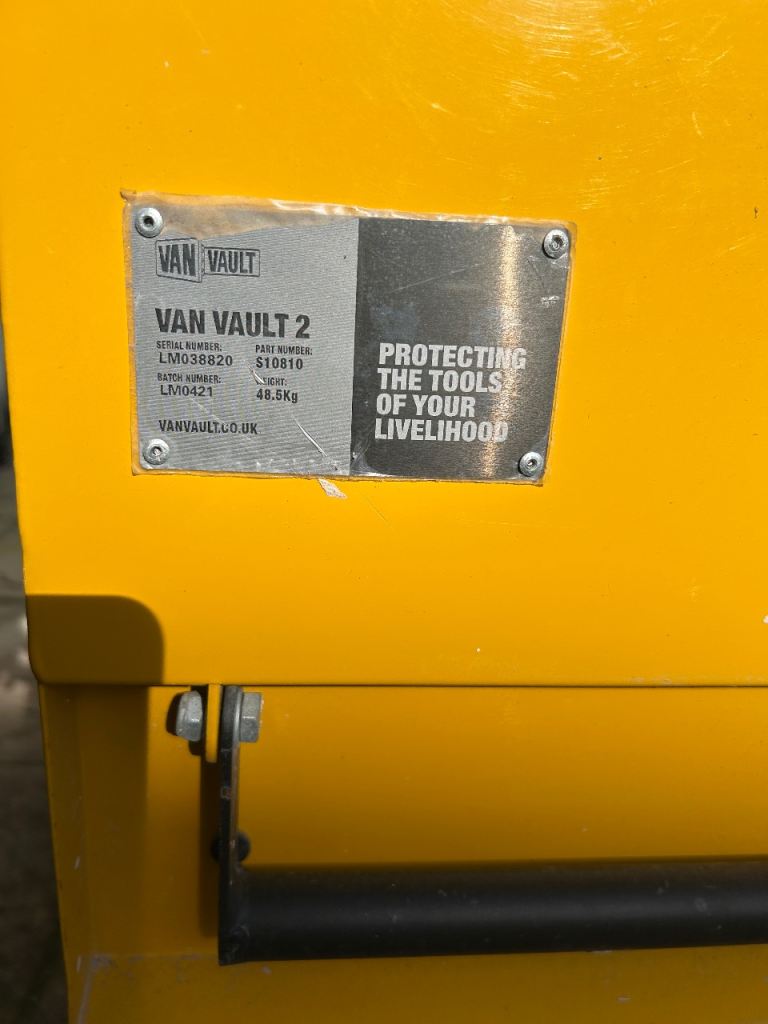 VAN VAULT
VAN VAULT 2
SERIAL NUMBER: PART NUMBER:
LM038820 S10810
BATCH NUMBER: WEIGHT:
LM0421 48.5Kg
VANVAULT.CO.UK
PROTECTING
THE TOOLS
OF YOUR
LIVELIHOOD